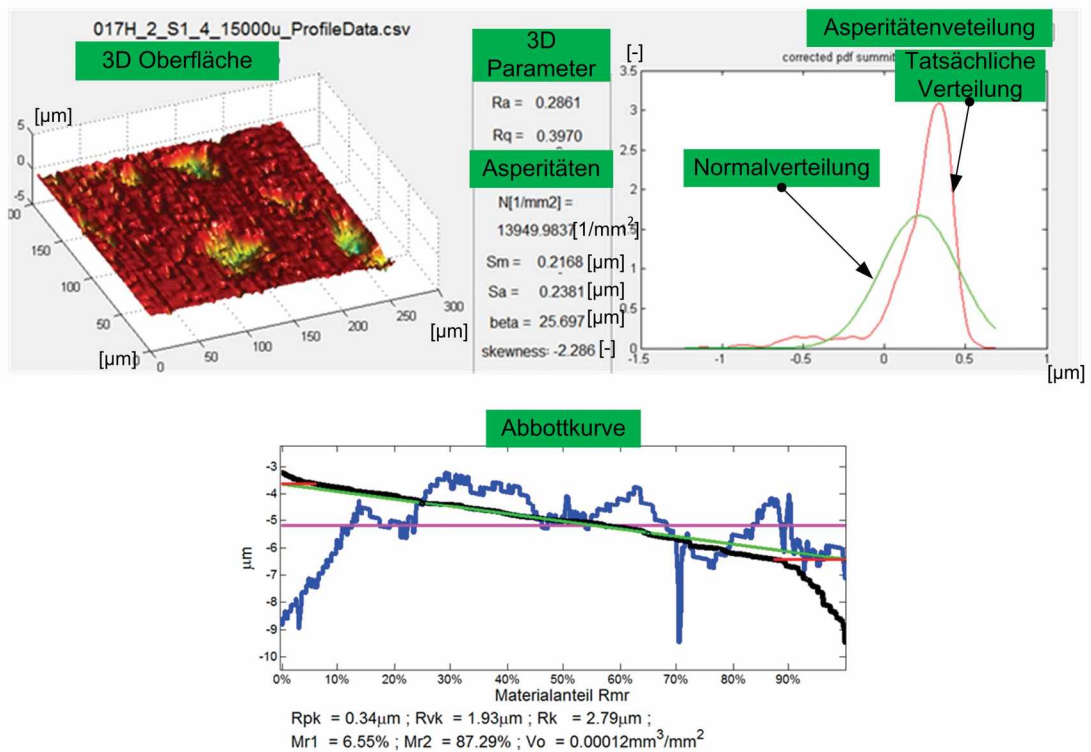 017H_2_S1_4_15000u_ProfileData.csv
3D Oberfläche
[µm]
5
0
-5
00
150
100
50
0
[µm]
0
50
100
150
200
250
300
[µm]
3D
Parameter
Ra = 0.2861
Rq = 0.3970
Asperitäten
N[1/mm2] =
13949.9837[1/mm²]
Sm = 0.2168 [µm]
Sa = 0.2381 [µm]
beta = 25.697 [µm]
skewness= -2.286 [-]
Asperitätenveteilung
[-]
corrected pdf summit
Tatsächliche
Verteilung
Normalverteilung
3.5
3
2.5
2
1.5
1
0.5
0
-1.5 -1 -0.5 0 0.5 1
[µm]
Abbottkurve
-3
-4
-5
-6
-7
-8
-9
-10
µm
0% 10% 20% 30% 40% 50% 60% 70% 80% 90%
Materialanteil Rmr
Rpk = 0.34µm ; Rvk = 1.93µm ; Rk = 2.79µm ;
Mr1 = 6.55% ; Mr2 = 87.29% ; Vo = 0.00012mm³/mm²